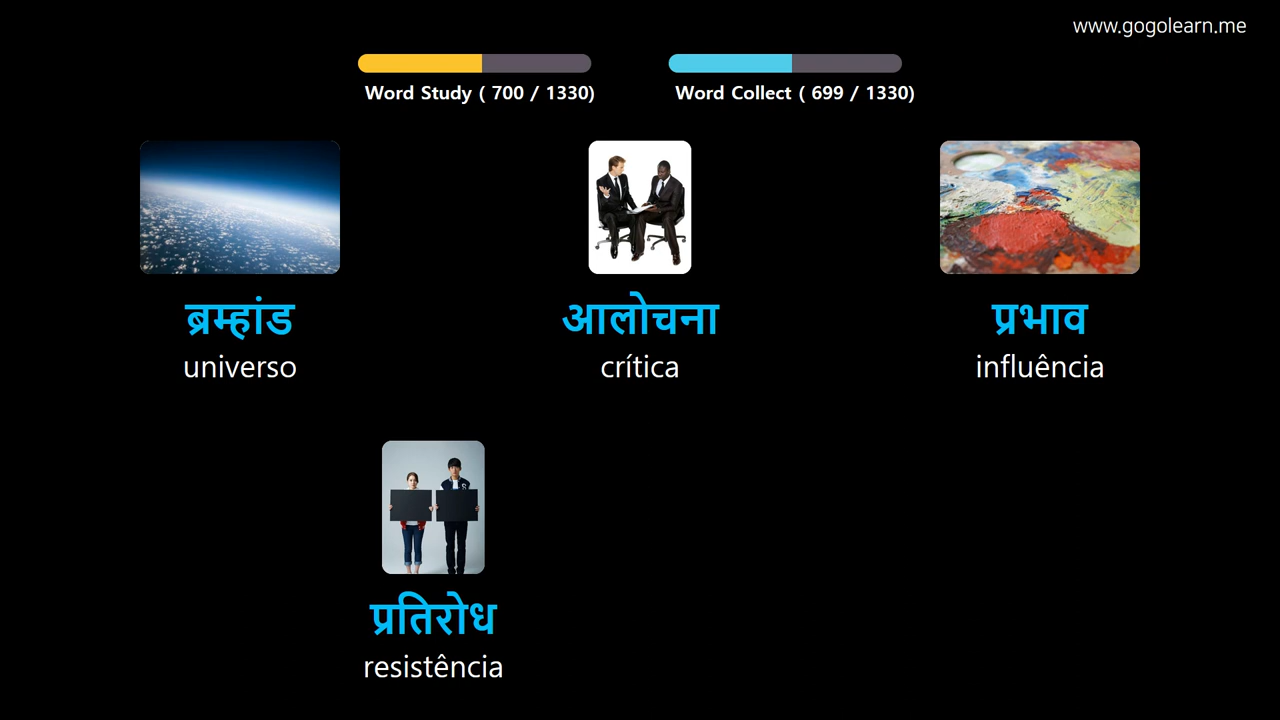 www.gogolearn.me
Word Study ( 700 / 1330)
Word Collect ( 699 / 1330)
ब्रम्हांड
universo
आलोचना
crítica
प्रभाव
influência
प्रतिरोध
resistência